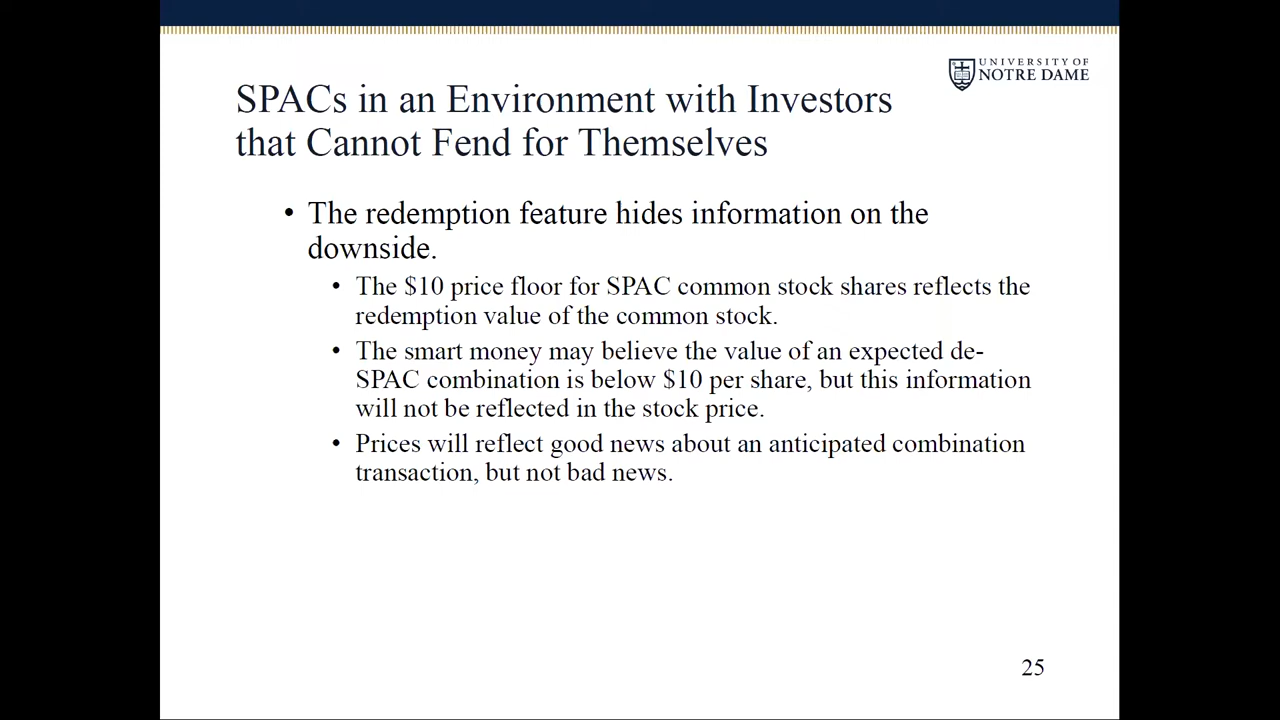 UNIVERSITY OF
NOTRE DAME
SPACs in an Environment with Investors
that Cannot Fend for Themselves
• The redemption feature hides information on the
downside.
• The $10 price floor for SPAC common stock shares reflects the
redemption value of the common stock.
• The smart money may believe the value of an expected de-
SPAC combination is below $10 per share, but this information
will not be reflected in the stock price.
• Prices will reflect good news about an anticipated combination
transaction, but not bad news.
25